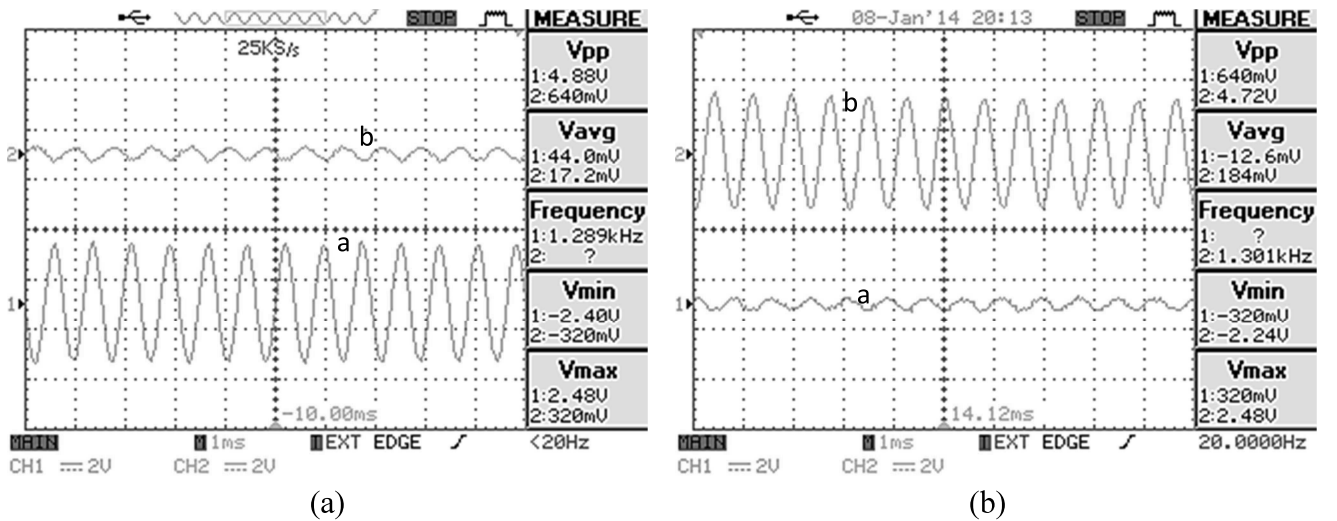 STOP
MEASURE
25KS/s
Vpp
1:4.88V
2:640mV
b
2
Vavg
1:44.0mV
2:17.2mV
Frequency
1:1.289kHz
2: ?
a
1
Vmin
1:-2.40V
2:-320mV
Vmax
1:2.48V
2:320mV
-10.00ms
MAIN
M 1ms
T EXT EDGE
<20Hz
CH1 2V
CH2 2V
(a)
08-Jan'14 20:13
STOP
MEASURE
Vpp
1:640mV
2:4.72V
b
2
Vavg
1:-12.6mV
2:184mV
Frequency
1: ?
2:1.301kHz
a
1
Vmin
1:-320mV
2:-2.24V
Vmax
1:320mV
2:2.48V
14.12ms
MAIN
M 1ms
T EXT EDGE
20.0000Hz
CH1 2V
CH2 2V
(b)